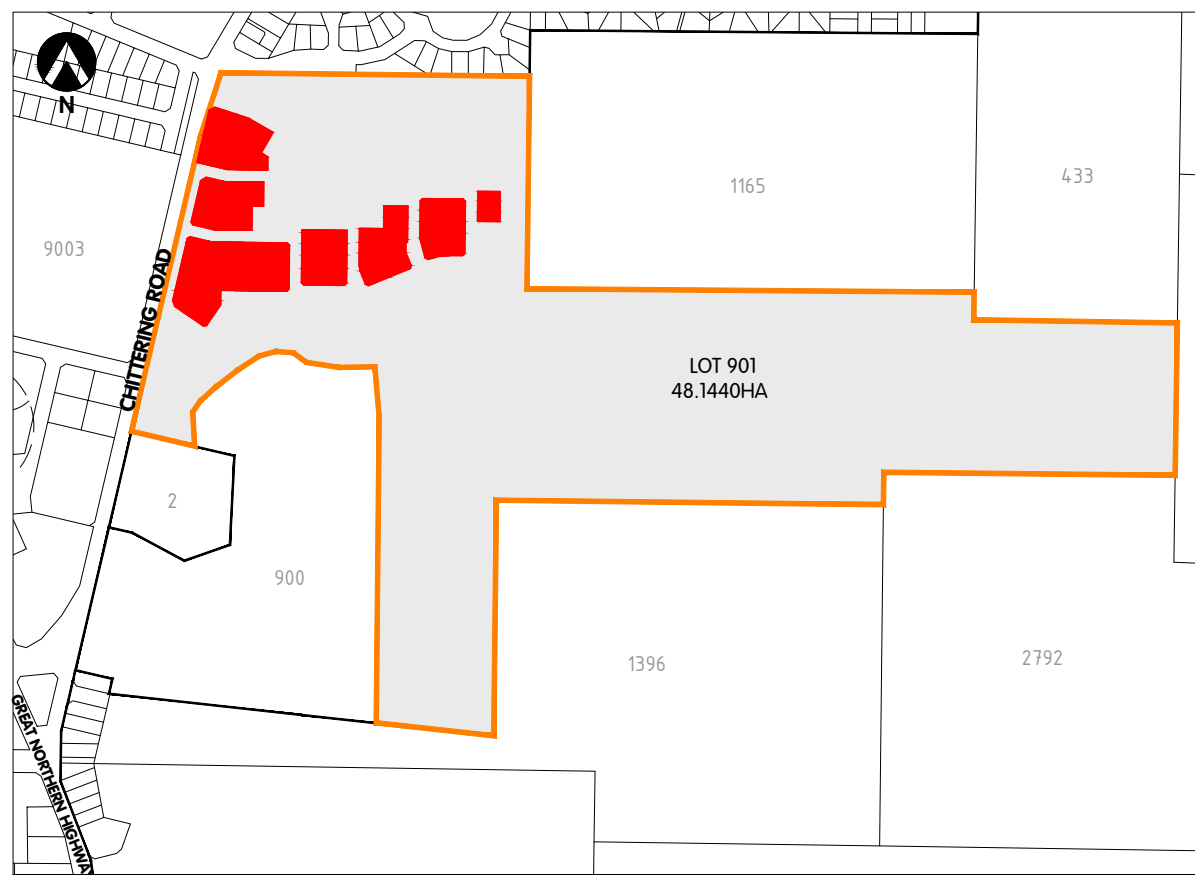 N
1165
433
9003
CHITTERING ROAD
LOT 901
48.1440HA
2
900
1396
2792
GREAT NORTHERN HIGHWAY